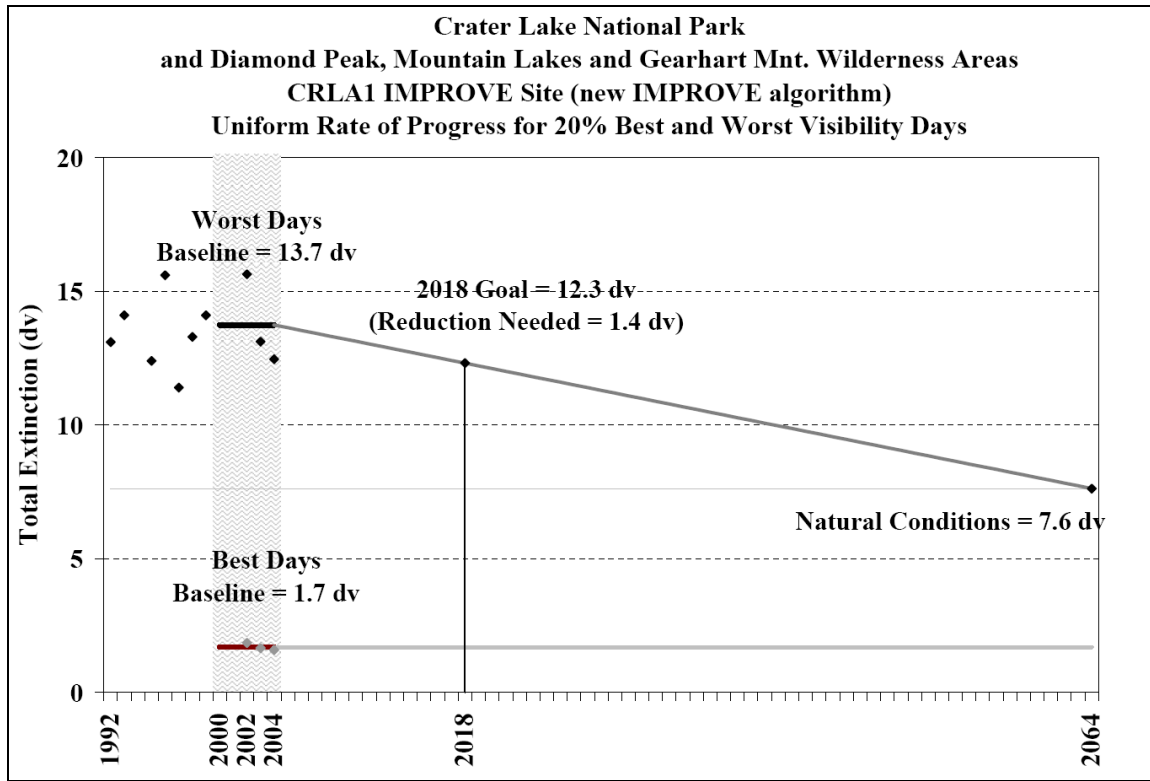 Crater Lake National Park
and Diamond Peak, Mountain Lakes and Gearhart Mnt. Wilderness Areas
CRLA1 IMPROVE Site (new IMPROVE algorithm)
Uniform Rate of Progress for 20% Best and Worst Visibility Days
Total Extinction (dv)
20
15
10
5
0
Worst Days
Baseline = 13.7 dv
2018 Goal = 12.3 dv
(Reduction Needed = 1.4 dv)
Natural Conditions = 7.6 dv
Best Days
Baseline = 1.7 dv
1992
2000
2002
2004
2018
2064